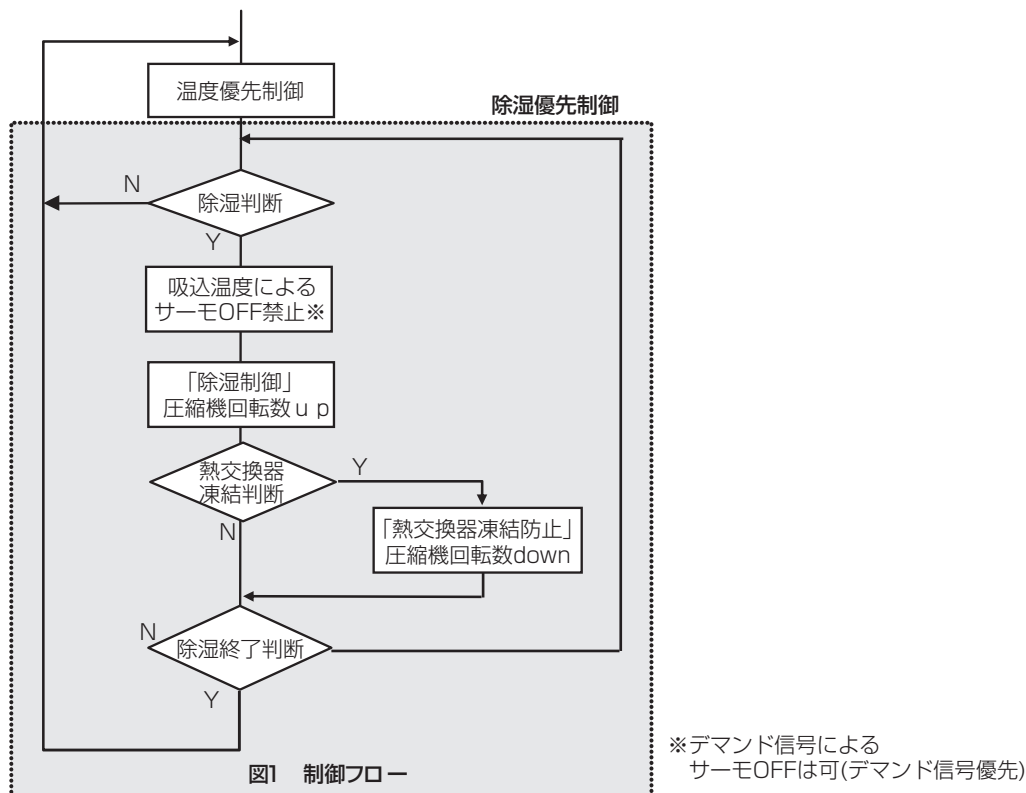 温度優先制御
除湿優先制御
N
除湿判断
Y
吸込温度による
サーモOFF禁止※
「除湿制御」
圧縮機回転数ｕｐ
熱交換器
凍結判断
Y
N
「熱交換器凍結防止」
圧縮機回転数down
N
除湿終了判断
Y
※デマンド信号による
サーモOFFは可(デマンド信号優先)
図1 制御フロー